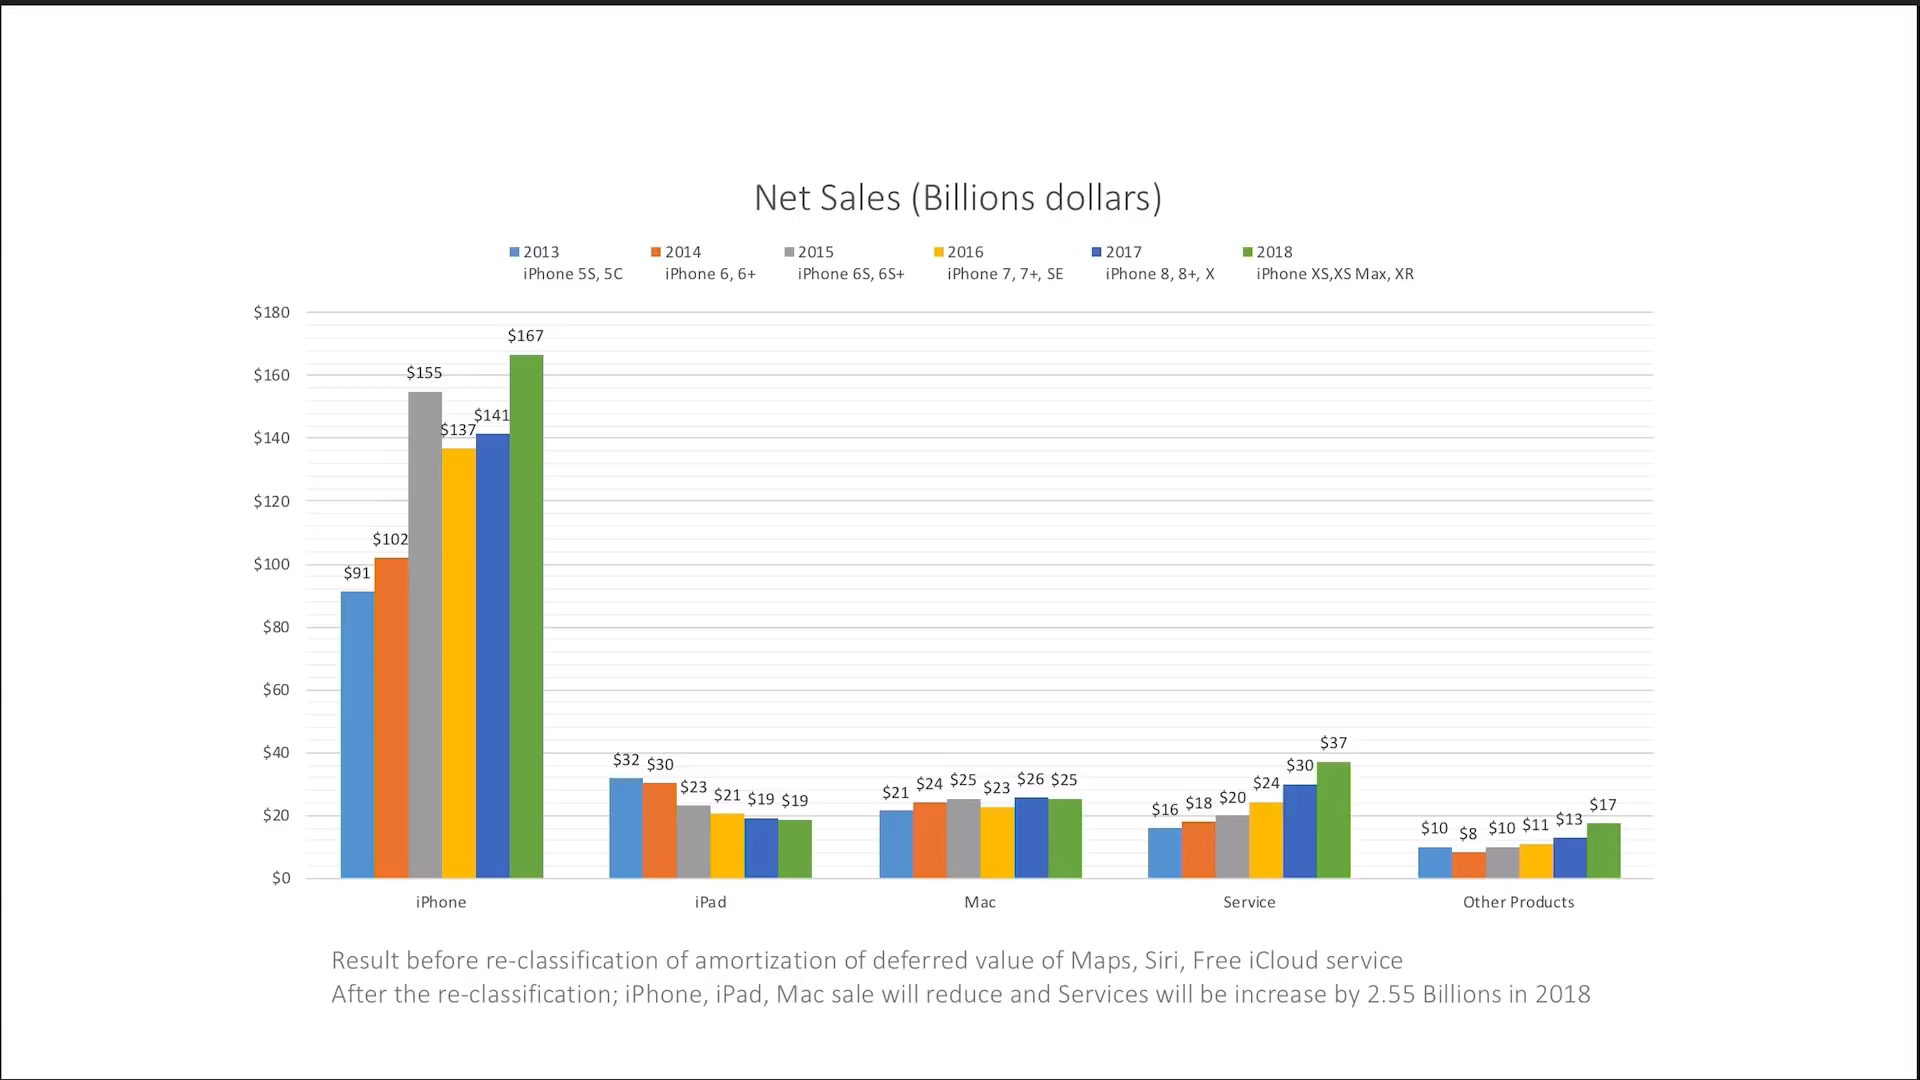 Net Sales (Billions dollars)
2013 2014 2015 2016 2017 2018
iPhone 5S, 5C iPhone 6, 6+ iPhone 6S, 6S+ iPhone 7, 7+, SE iPhone 8, 8+, X iPhone XS,XS Max, XR
$180
$160
$140
$120
$100
$80
$60
$40
$20
$0
$91 $102 $155 $137 $141 $167
$32 $30 $23 $21 $19 $19
$21 $24 $25 $23 $26 $25
$16 $18 $20 $24 $30 $37
$10 $8 $10 $11 $13 $17
iPhone iPad Mac Service Other Products
Result before re-classification of amortization of deferred value of Maps, Siri, Free iCloud service
After the re-classification; iPhone, iPad, Mac sale will reduce and Services will be increase by 2.55 Billions in 2018